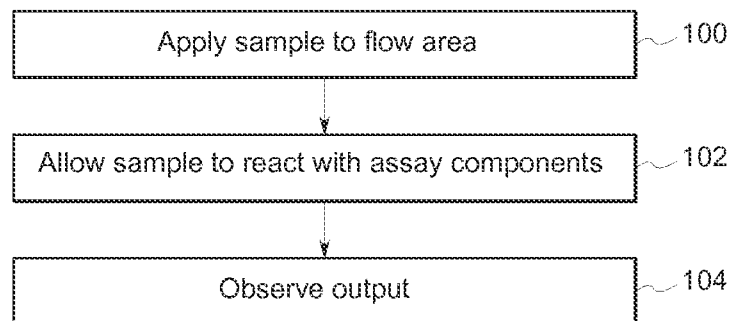 Apply sample to flow area 100
Allow sample to react with assay components 102
Observe output 104